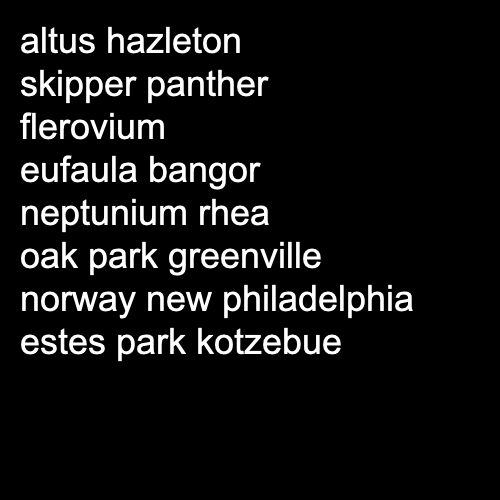 altus hazleton
skipper panther
flerovium
eufaula bangor
neptunium rhea
oak park greenville
norway new philadelphia
estes park kotzebue